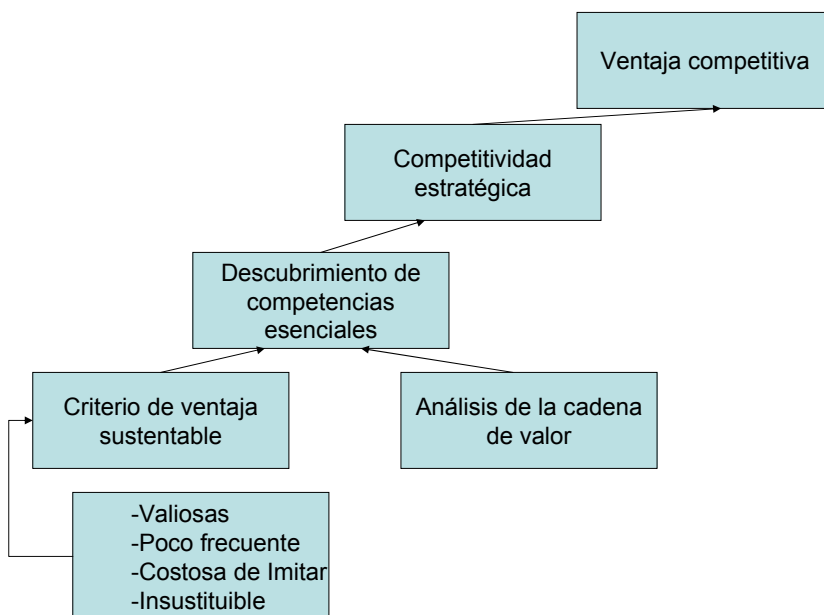 Ventaja competitiva
Competitividad
estratégica
Descubrimiento de
competencias
esenciales
Criterio de ventaja
sustentable
Análisis de la cadena
de valor
-Valiosas
-Poco frecuente
-Costosa de Imitar
-Insustituible